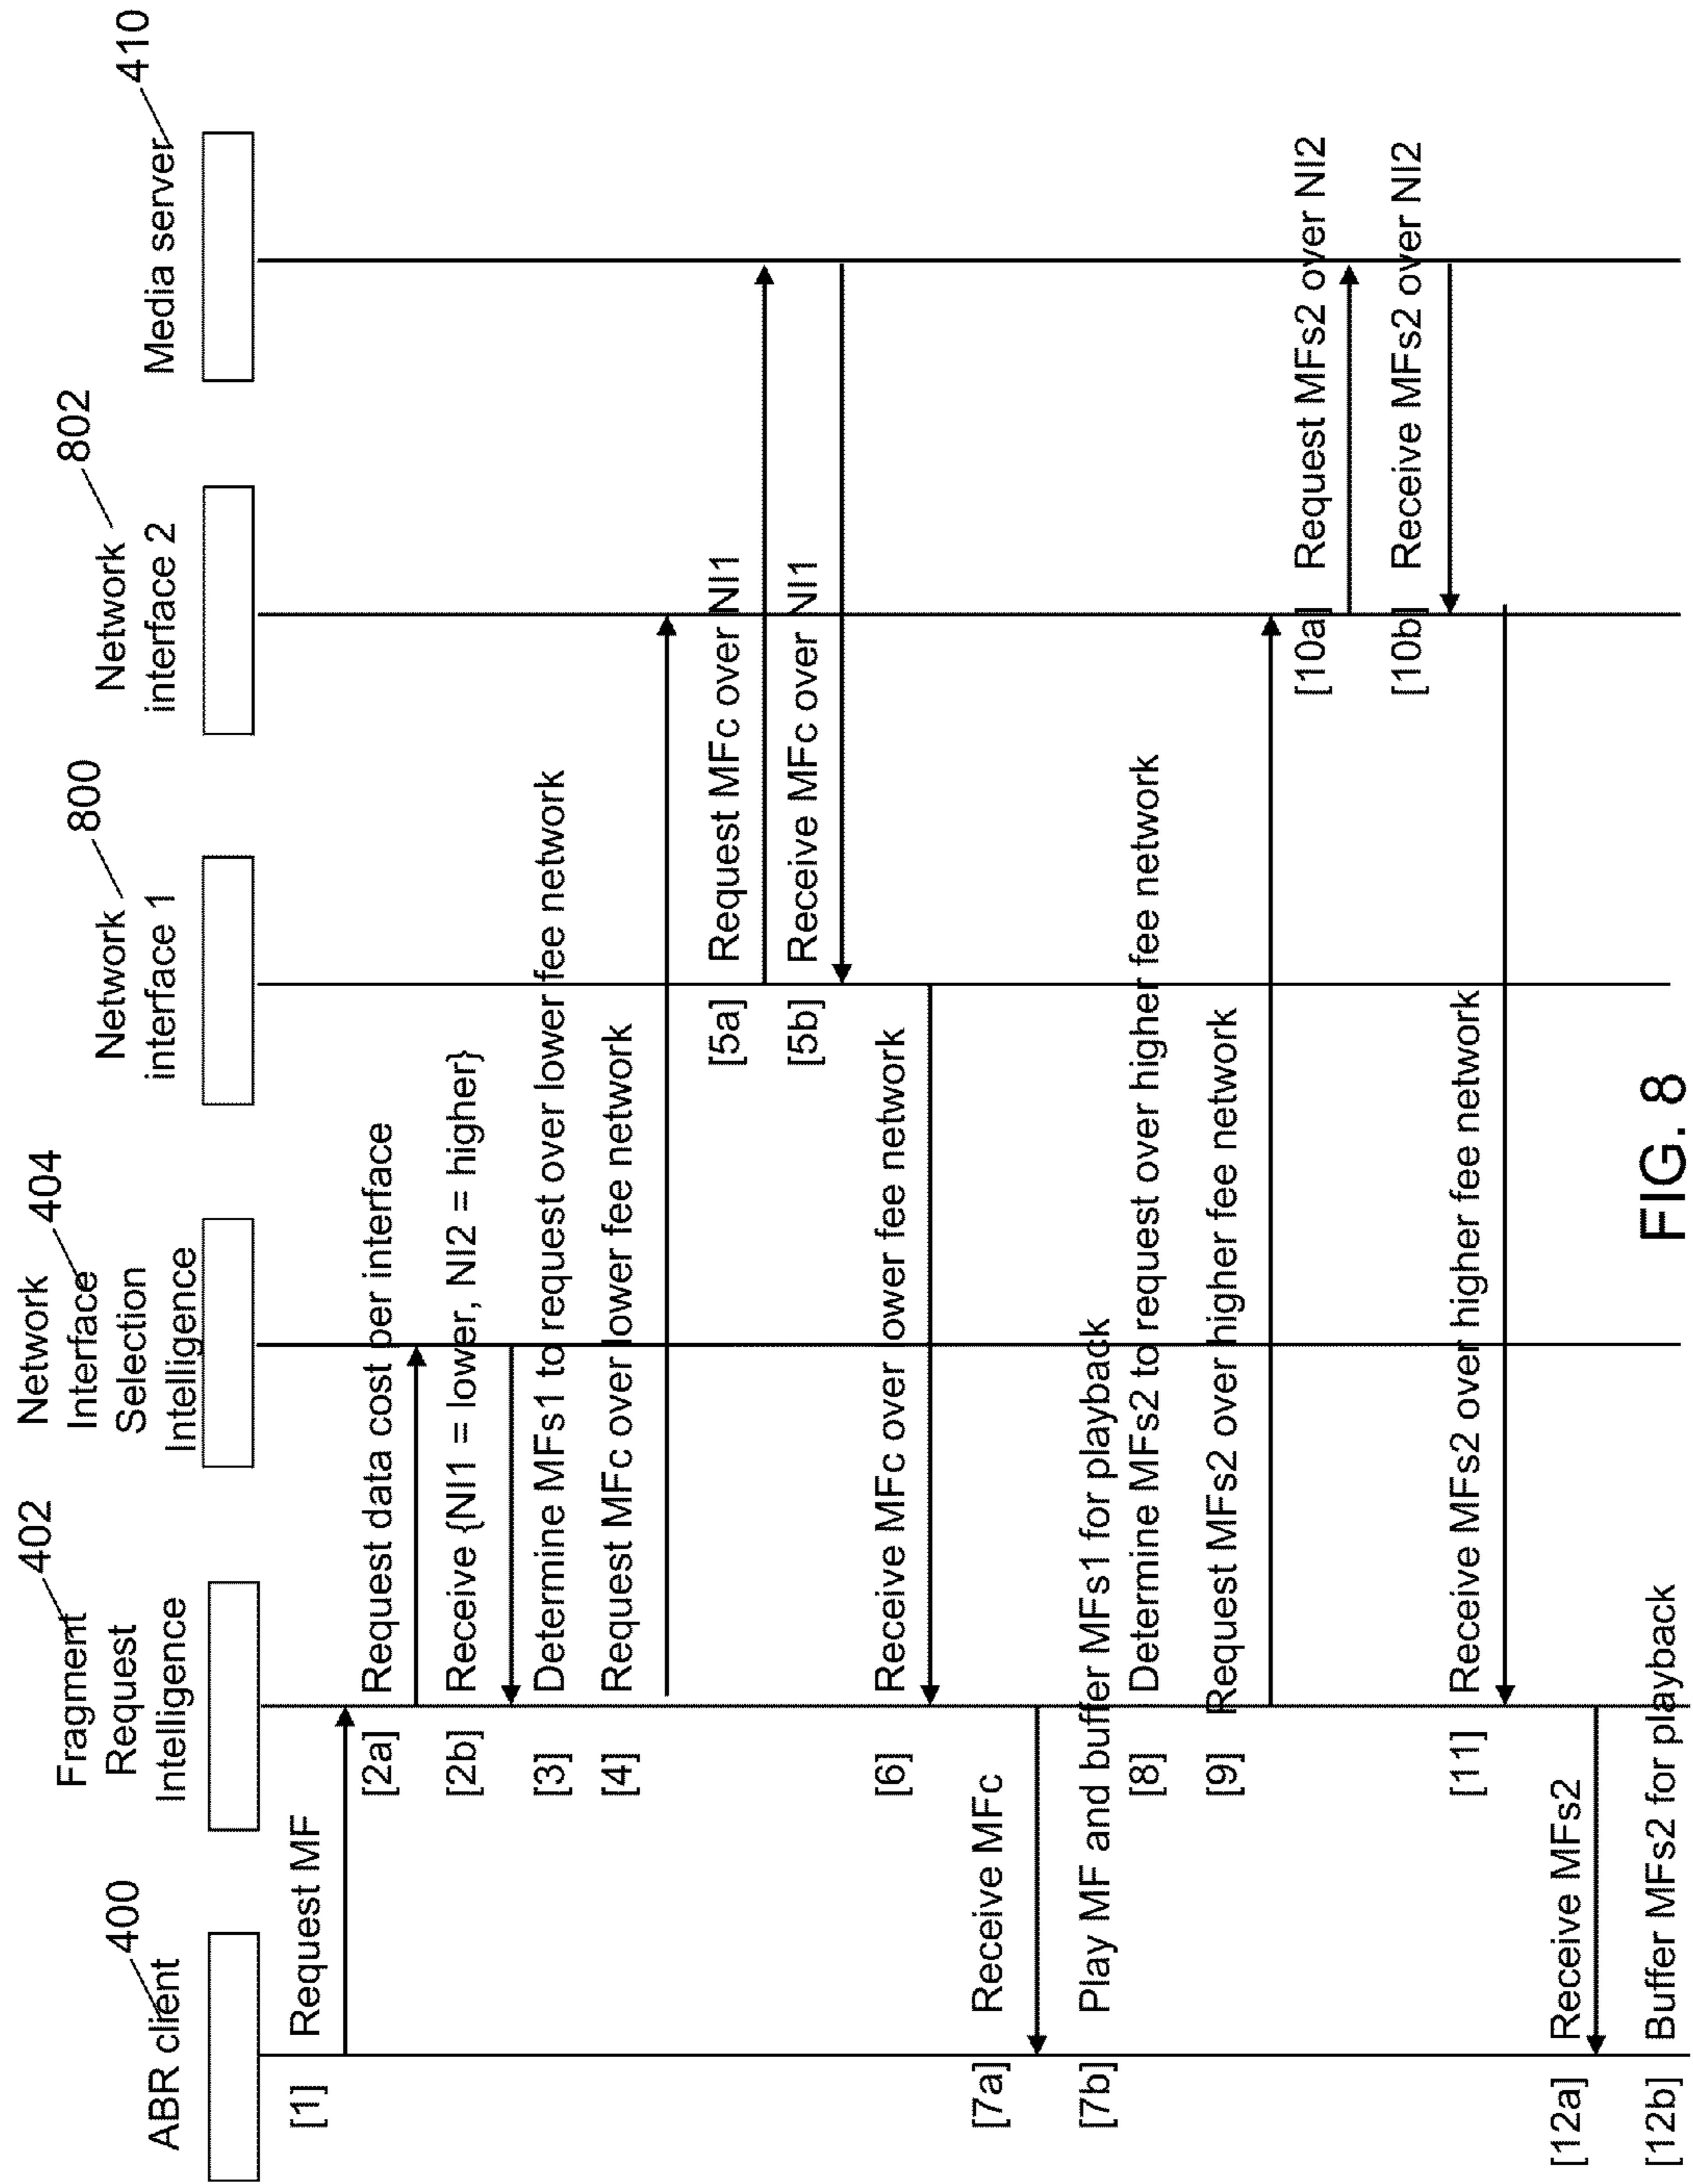 ABR client
400
Fragment
Request
Intelligence
402
Network
Interface
Selection
Intelligence
404
Network
interface 1
800
Network
interface 2
802
Media server
410
[1]
Request MF
[2a]
Request data cost per interface
[2b]
Receive {NI1 = lower, NI2 = higher}
[3]
Determine MFs1 to request over lower fee network
[4]
Request MFc over lower fee network
[5a]
Request MFc over NI1
[5b]
Receive MFc over NI1
[6]
Receive MFc over lower fee network
[7a]
Receive MFc
[7b]
Play MF and buffer MFs1 for playback
[8]
Determine MFs2 to request over higher fee network
[9]
Request MFs2 over higher fee network
[10a]
Request MFs2 over NI2
[10b]
Receive MFs2 over NI2
[11]
Receive MFs2 over higher fee network
[12a]
Receive MFs2
[12b]
Buffer MFs2 for playback
FIG. 8